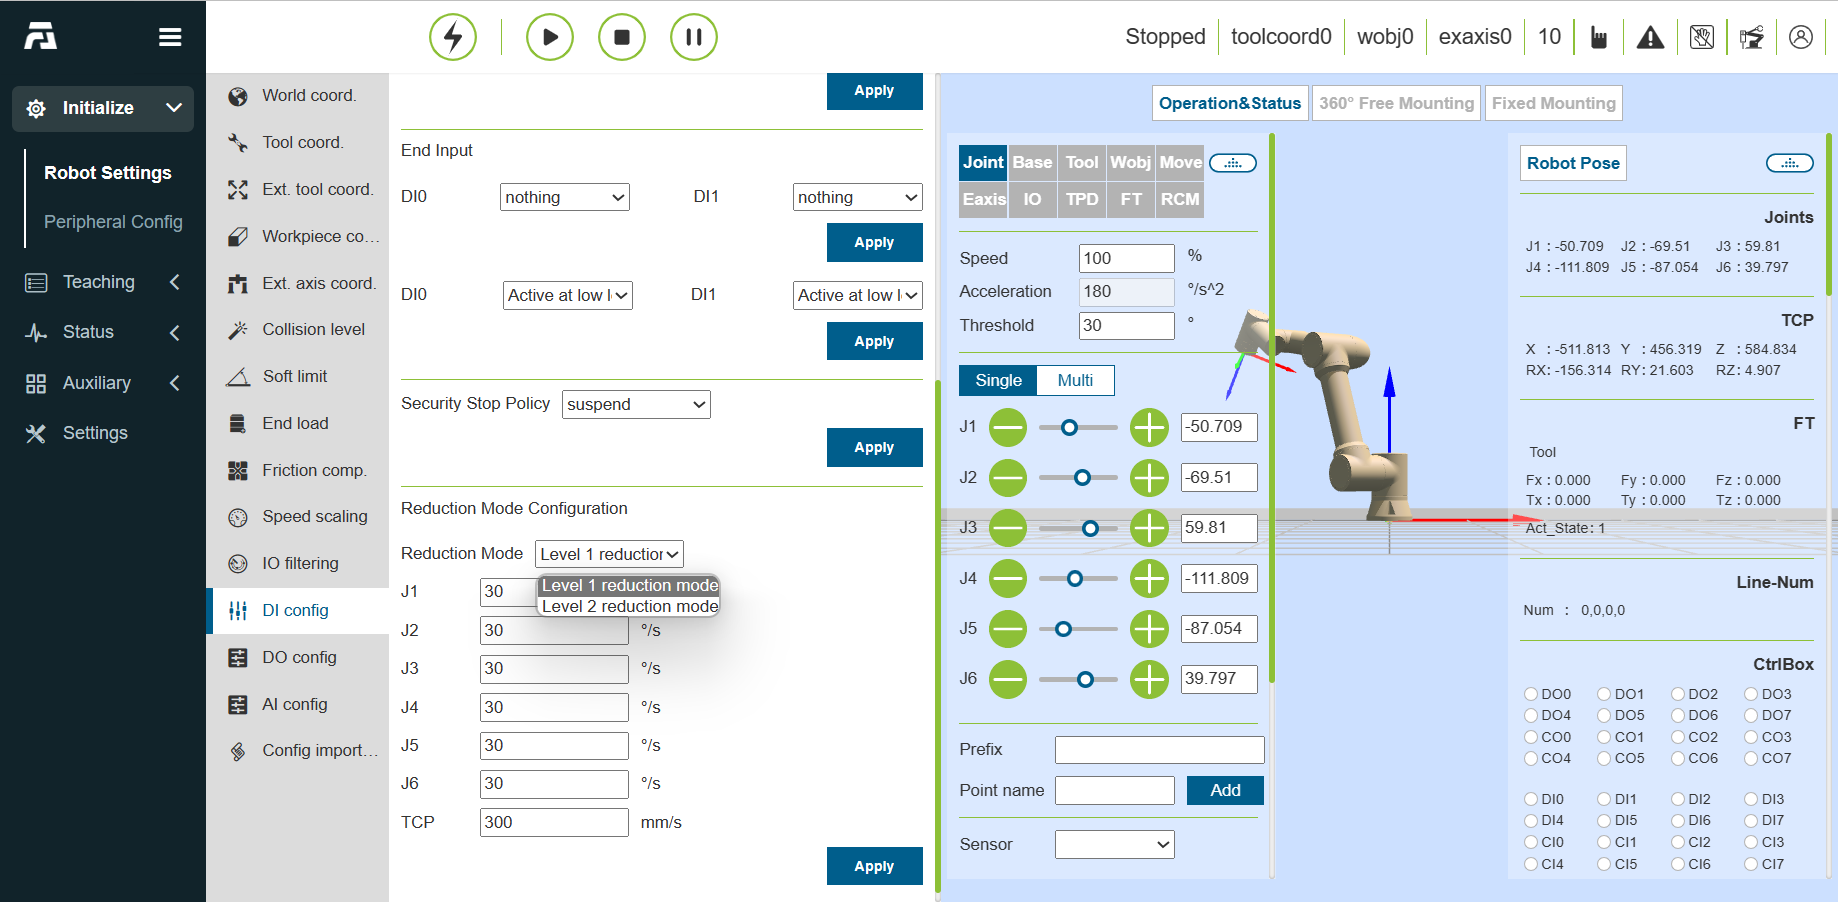 Stopped toolcoord0 wobj0 exaxis0 10
Initialize
Robot Settings
Peripheral Config
Teaching
Status
Auxiliary
Settings
World coord.
Tool coord.
Ext. tool coord.
Workpiece co...
Ext. axis coord.
Collision level
Soft limit
End load
Friction comp.
Speed scaling
IO filtering
DI config
DO config
AI config
Config import...
Apply
End Input
DI0 nothing DI1 nothing
Apply
DI0 Active at low l DI1 Active at low l
Apply
Security Stop Policy suspend
Apply
Reduction Mode Configuration
Reduction Mode Level 1 reduction
Level 1 reduction mode
Level 2 reduction mode
J1 30
J2 30 °/s
J3 30 °/s
J4 30 °/s
J5 30 °/s
J6 30 °/s
TCP 300 mm/s
Apply
Operation&Status 360° Free Mounting Fixed Mounting
Joint Base Tool Wobj Move
Eaxis IO TPD FT RCM
Speed 100 %
Acceleration 180 °/s^2
Threshold 30 °
Single Multi
J1 -50.709
J2 -69.51
J3 59.81
J4 -111.809
J5 -87.054
J6 39.797
Prefix
Point name Add
Sensor
Robot Pose
Joints
J1 : -50.709 J2 : -69.51 J3 : 59.81
J4 : -111.809 J5 : -87.054 J6 : 39.797
TCP
X : -511.813 Y : 456.319 Z : 584.834
RX: -156.314 RY: 21.603 RZ: 4.907
FT
Tool
Fx : 0.000 Fy : 0.000 Fz : 0.000
Tx : 0.000 Ty : 0.000 Tz : 0.000
Act_State: 1
Line-Num
Num : 0,0,0,0
CtrlBox
DO0 DO1 DO2 DO3
DO4 DO5 DO6 DO7
CO0 CO1 CO2 CO3
CO4 CO5 CO6 CO7
DI0 DI1 DI2 DI3
DI4 DI5 DI6 DI7
CI0 CI1 CI2 CI3
CI4 CI5 CI6 CI7